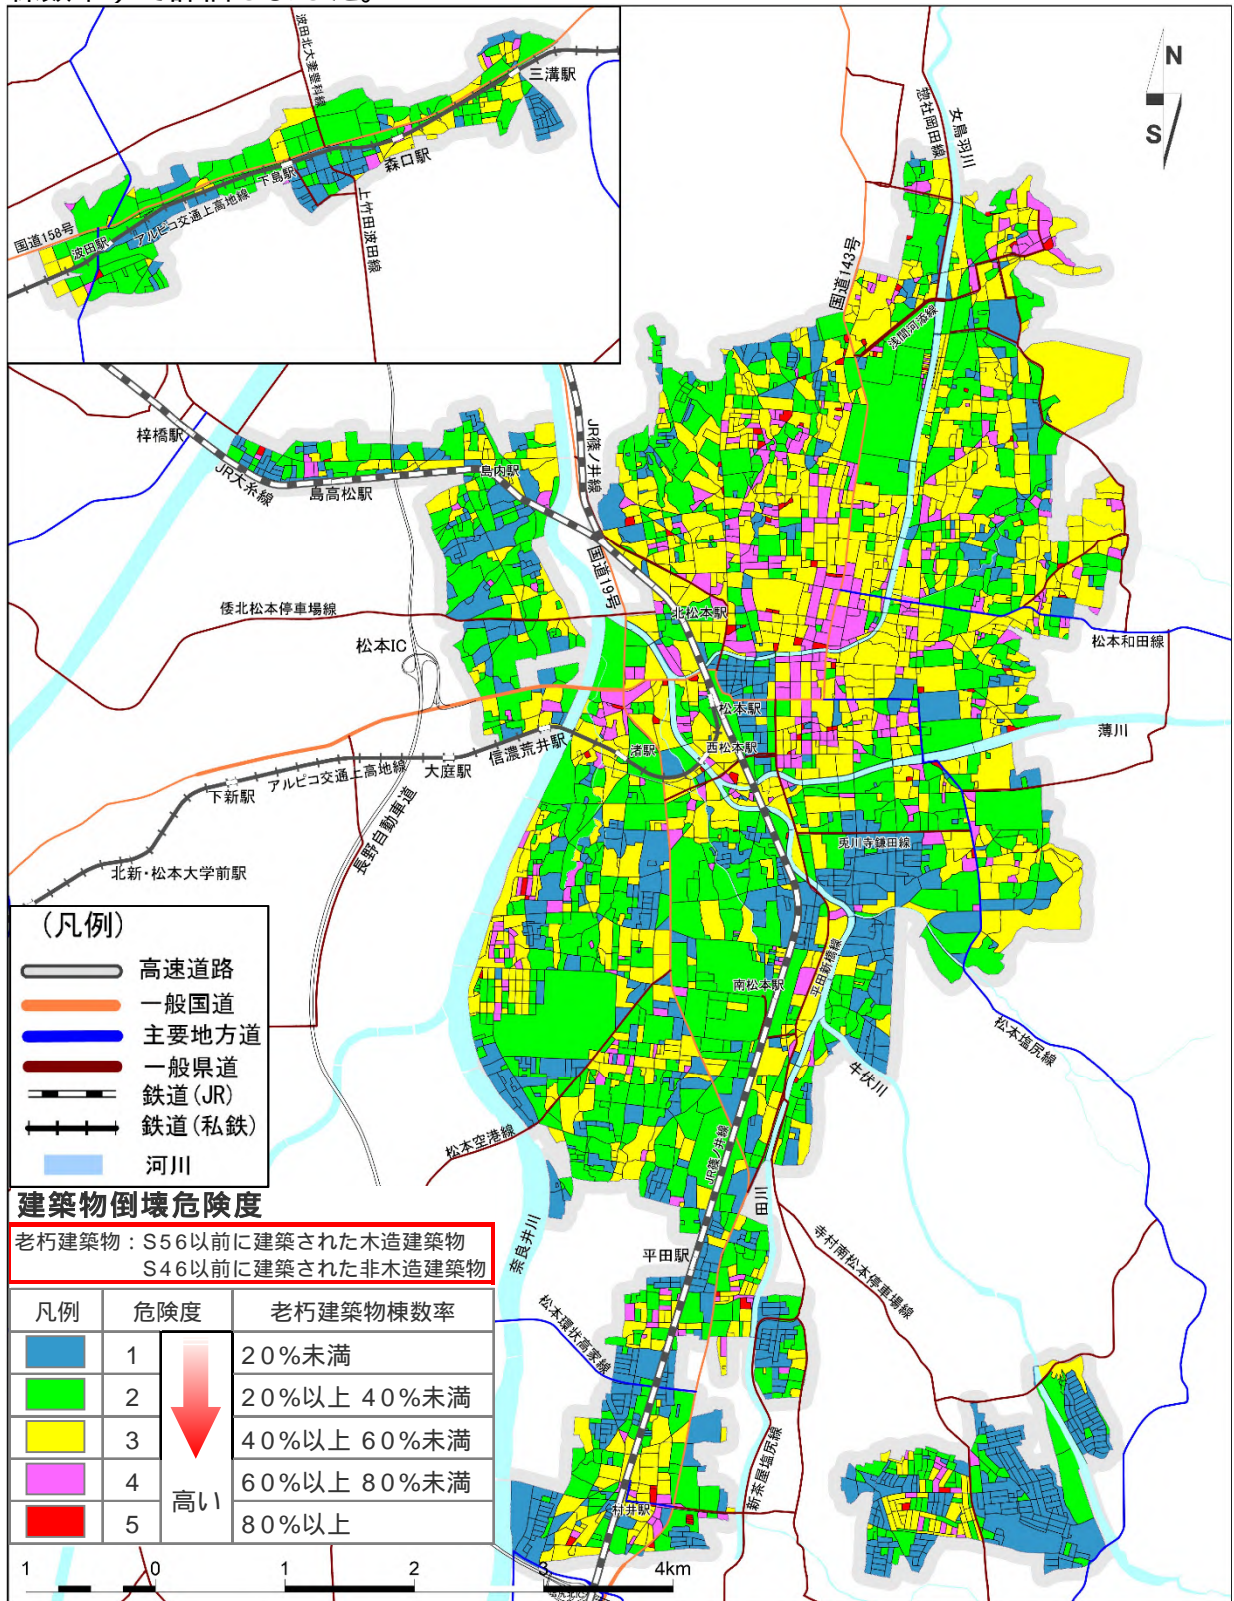 波田北大妻豊科線
三溝駅
森口駅
下島駅
アルピコ交通上高地線
上竹田波田線
国道158号
波田駅
N
S
惣社岡田線
女鳥羽川
国道143号
浅間河添線
梓橋駅
JR大糸線
島高松駅
島内駅
JR篠ノ井線
国道19号
倭北松本停車場線
北松本駅
松本IC
松本和田線
松本駅
薄川
信濃荒井駅
渚駅
西松本駅
大庭駅
アルピコ交通上高地線
下新駅
長野自動車道
北新・松本大学前駅
兎川寺鎌田線
平田新橋線
南松本駅
松本塩尻線
牛伏川
松本空港線
JR篠ノ井線
田川
奈良井川
平田駅
寺村南松本停車場線
松本環状高家線
新茶屋塩尻線
村井駅
(凡例)
高速道路
一般国道
主要地方道
一般県道
鉄道(JR)
鉄道(私鉄)
河川
建築物倒壊危険度
老朽建築物：S56以前に建築された木造建築物
S46以前に建築された非木造建築物
凡例 危険度 老朽建築物棟数率
1 20%未満
2 20%以上 40%未満
3 40%以上 60%未満
4 60%以上 80%未満
5 80%以上
高い
1 0 1 2 3 4km